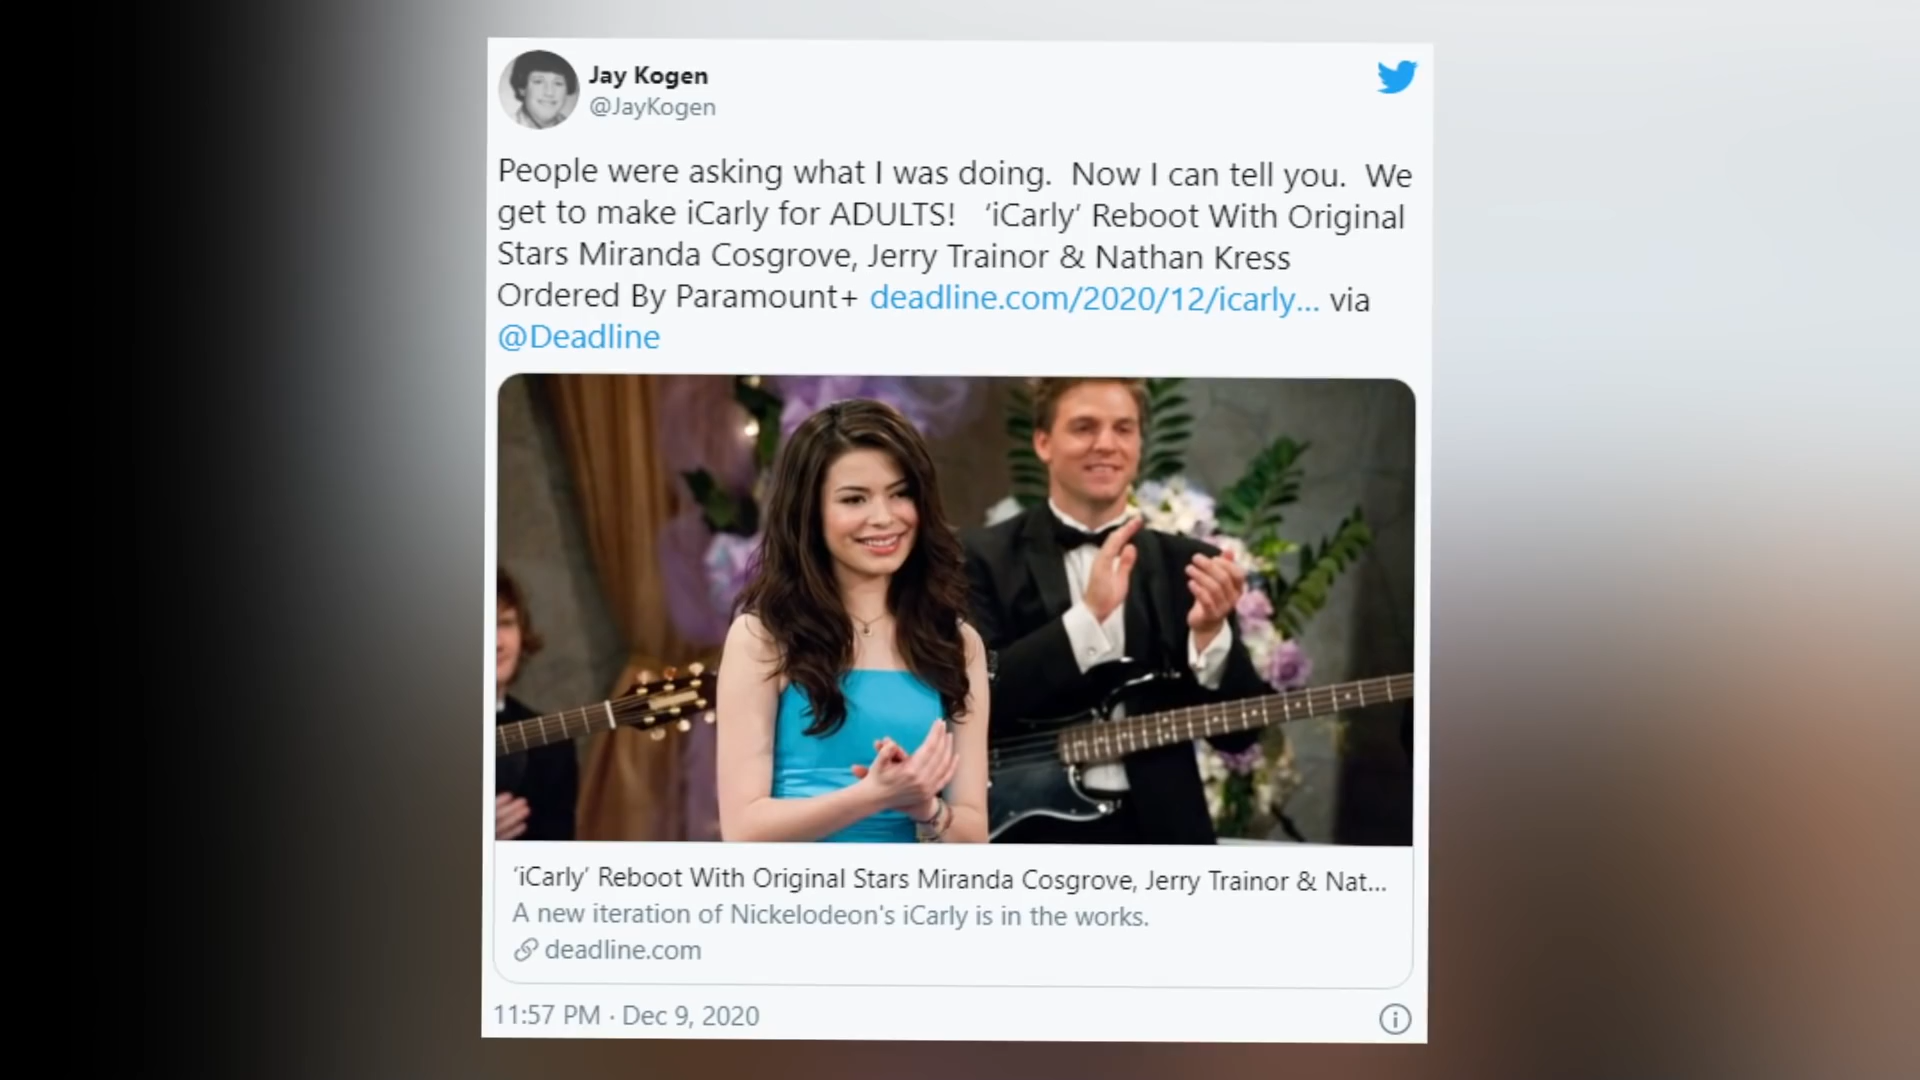 Jay Kogen
@JayKogen
People were asking what I was doing.  Now I can tell you.  We
get to make iCarly for ADULTS!   ‘iCarly’ Reboot With Original
Stars Miranda Cosgrove, Jerry Trainor & Nathan Kress
Ordered By Paramount+ deadline.com/2020/12/icarly... via
@Deadline
‘iCarly’ Reboot With Original Stars Miranda Cosgrove, Jerry Trainor & Nat...
A new iteration of Nickelodeon's iCarly is in the works.
deadline.com
11:57 PM · Dec 9, 2020